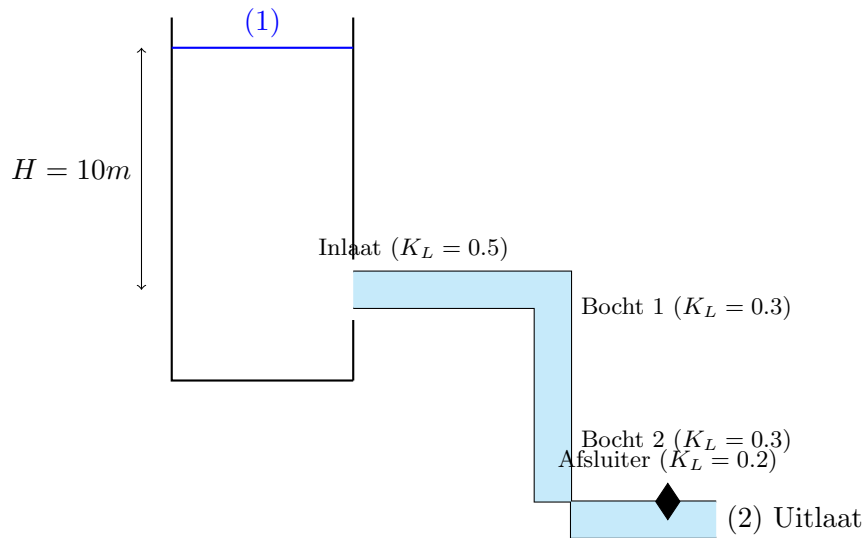 (1)
H = 10m
Inlaat (K_L = 0.5)
Bocht 1 (K_L = 0.3)
Bocht 2 (K_L = 0.3)
Afsluiter (K_L = 0.2)
(2) Uitlaat